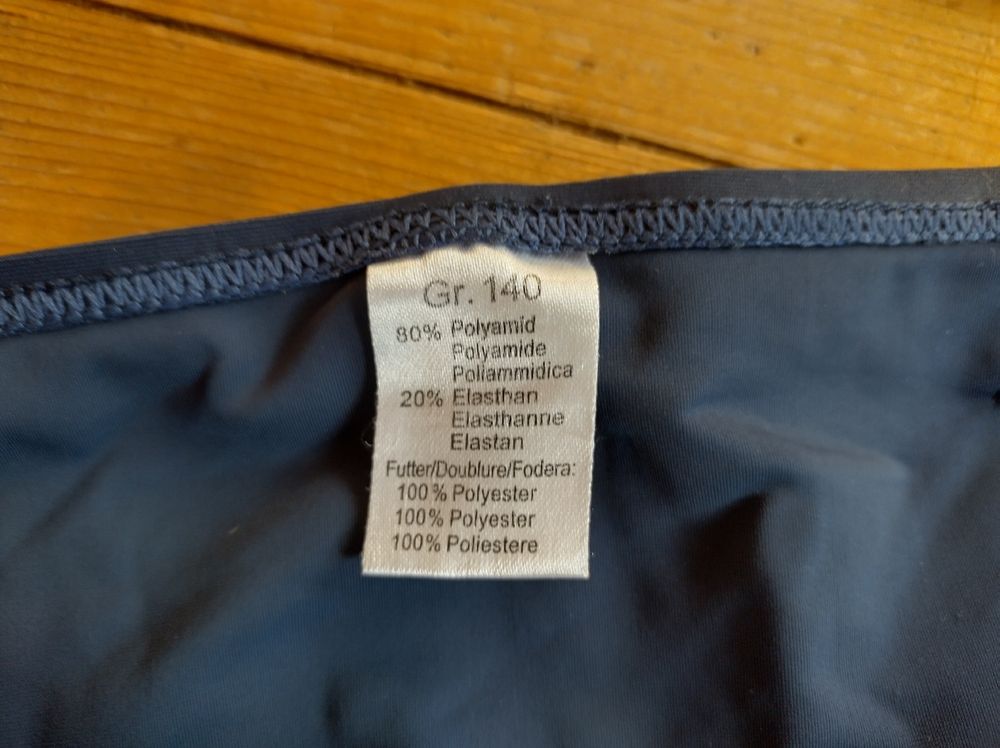 Gr. 140
80% Polyamid
Polyamide
Poliammidica
20% Elasthan
Elasthanne
Elastan
Futter/Doublure/Fodera:
100% Polyester
100% Polyester
100% Poliestere